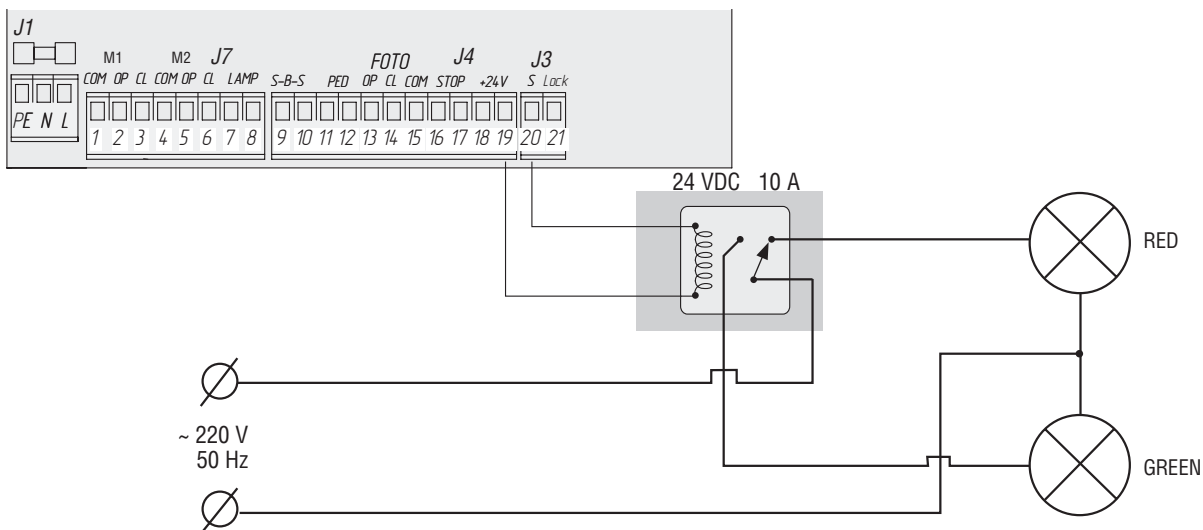 J1
M1 M2 J7 FOTO J4 J3
COM OP CL COM OP CL LAMP S-B-S PED OP CL COM STOP +24V S Lock
PE N L
1 2 3 4 5 6 7 8 9 10 11 12 13 14 15 16 17 18 19 20 21
24 VDC 10 A
RED
~ 220 V
50 Hz
GREEN